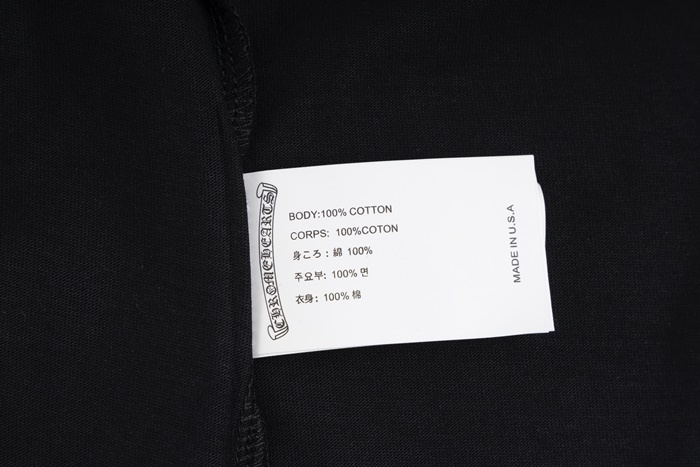 CHROME HEARTS
BODY:100% COTTON
CORPS: 100%COTON
身ころ : 綿 100%
주요부: 100% 면
衣身: 100% 棉
MADE IN U.S.A